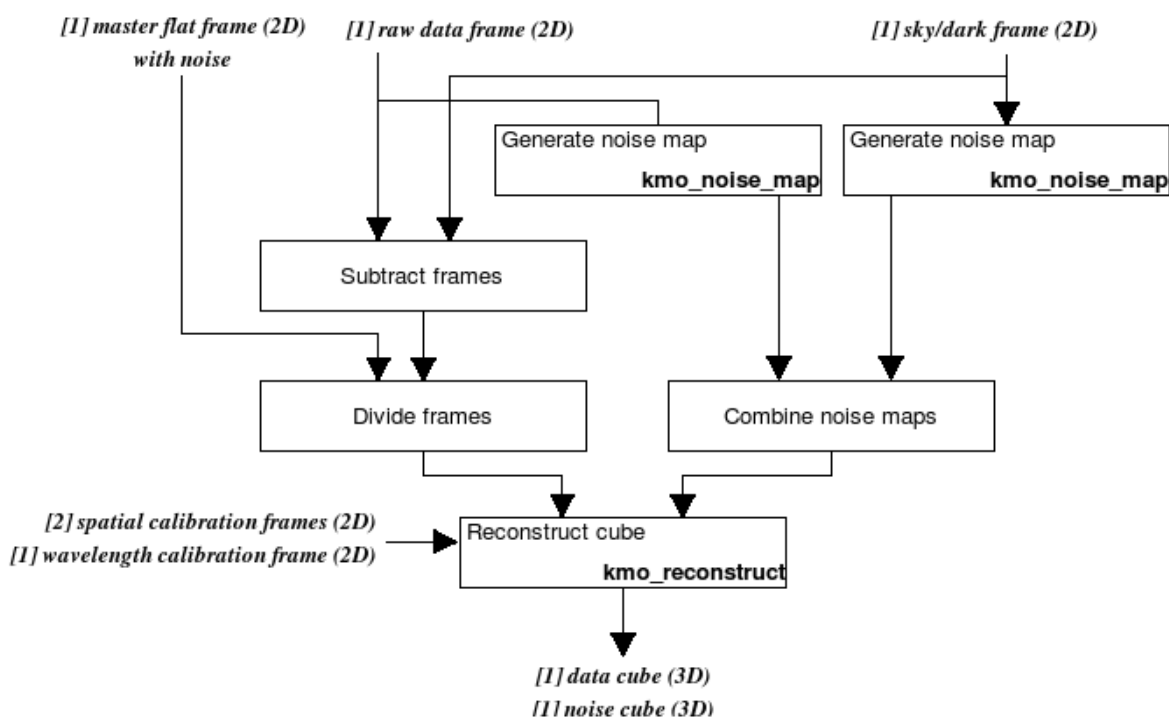 [1] master flat frame (2D)
with noise
[1] raw data frame (2D)
[1] sky/dark frame (2D)
Generate noise map
kmo_noise_map
Generate noise map
kmo_noise_map
Subtract frames
Divide frames
Combine noise maps
[2] spatial calibration frames (2D)
[1] wavelength calibration frame (2D)
Reconstruct cube
kmo_reconstruct
[1] data cube (3D)
[1] noise cube (3D)